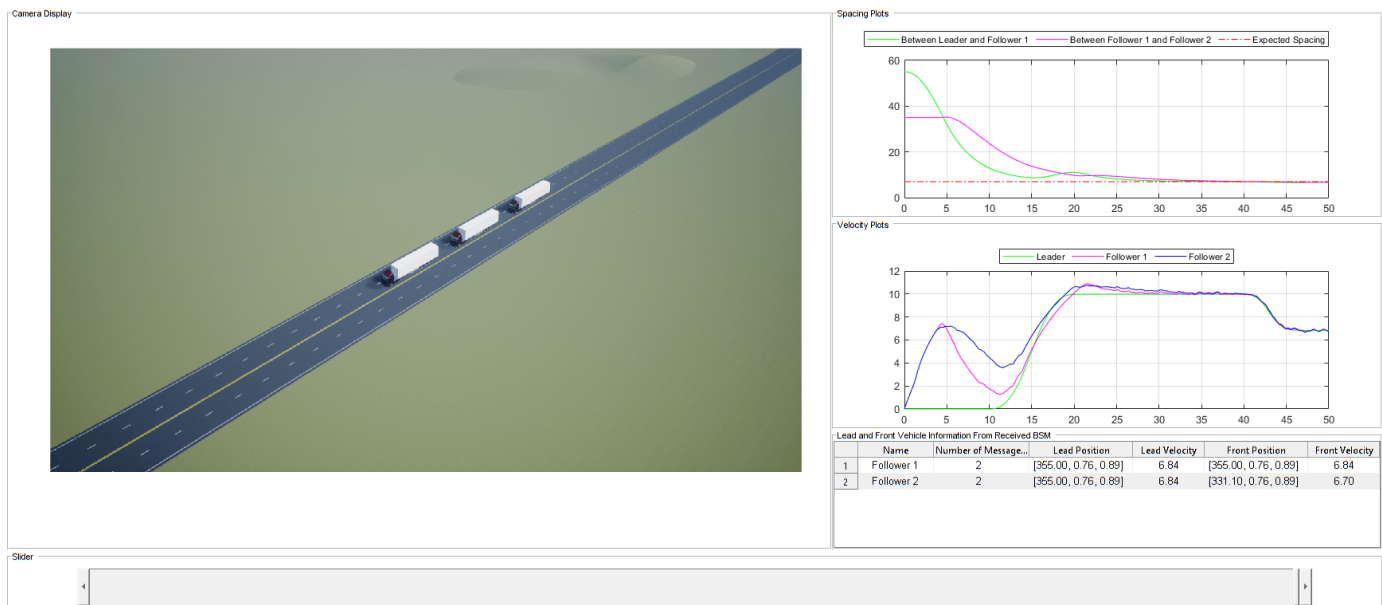 Camera Display
Spacing Plots
Between Leader and Follower 1 Between Follower 1 and Follower 2 Expected Spacing
60
40
20
0
0 5 10 15 20 25 30 35 40 45 50
Velocity Plots
Leader Follower 1 Follower 2
12
10
8
6
4
2
0
0 5 10 15 20 25 30 35 40 45 50
Lead and Front Vehicle Information From Received BSM
Name Number of Message... Lead Position Lead Velocity Front Position Front Velocity
1 Follower 1 2 [355.00, 0.76, 0.89] 6.84 [355.00, 0.76, 0.89] 6.84
2 Follower 2 2 [355.00, 0.76, 0.89] 6.84 [331.10, 0.76, 0.89] 6.70
Slider